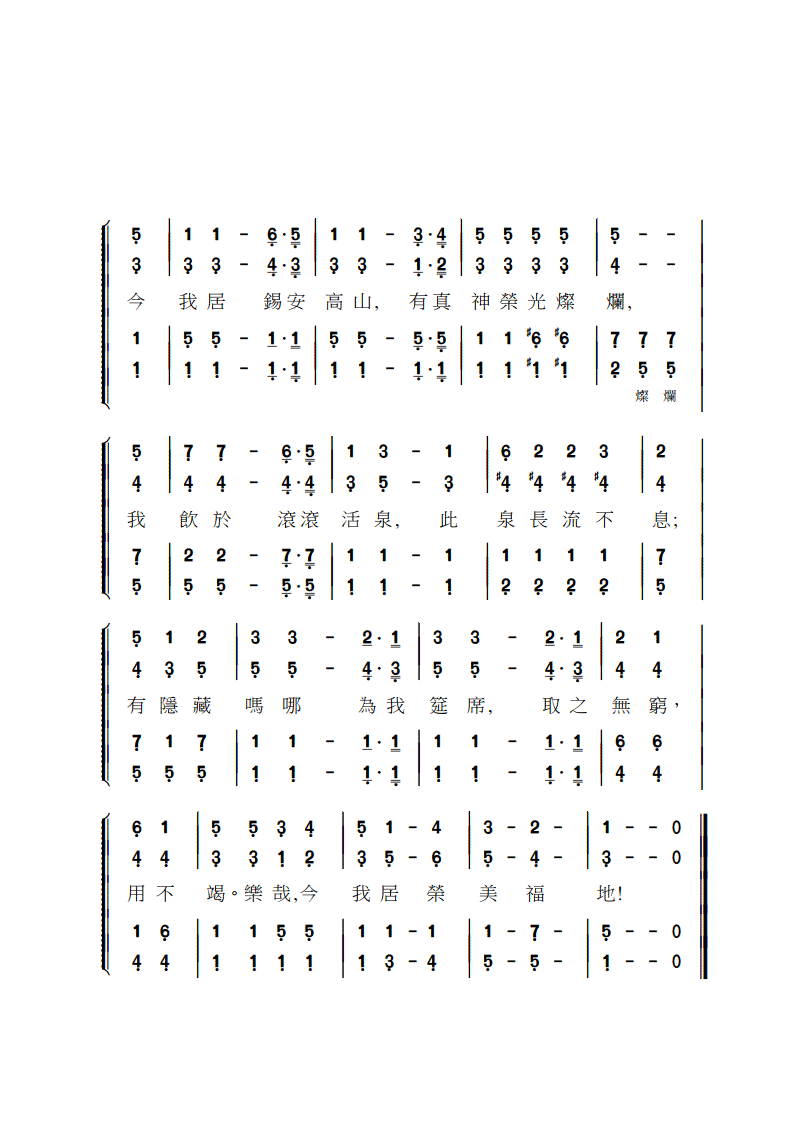 5̣ | 1 1 - 6̣·5̣ | 1 1 - 3̣·4̣ | 5̣ 5̣ 5̣ 5̣ | 5̣ - -
3̣ | 3̣ 3̣ - 4̣·3̣ | 3̣ 3̣ - 1̣·2̣ | 3̣ 3̣ 3̣ 3̣ | 4̣ - -
今 我居 錫安 高山, 有真 神榮光燦 爛,
1 | 5̣ 5̣ - 1·1 | 5̣ 5̣ - 5̣·5̣ | 1 1 #6̣ #6̣ | 7̣ 7̣ 7̣
1̣ | 1̣ 1̣ - 1̣·1̣ | 1̣ 1̣ - 1̣·1̣ | 1̣ 1̣ #1̣ #1̣ | 2̣ 5̣ 5̣
燦 爛
5̣ | 7̣ 7̣ - 6̣·5̣ | 1 3 - 1 | 6̣ 2 2 3 | 2
4̣ | 4̣ 4̣ - 4̣·4̣ | 3̣ 5̣ - 3̣ | #4̣ #4̣ #4̣ #4̣ | 4̣
我 飲於 滾滾 活泉, 此 泉長流不 息;
7̣ | 2 2 - 7̣·7̣ | 1 1 - 1 | 1 1 1 1 | 7̣
5̣ | 5̣ 5̣ - 5̣·5̣ | 1̣ 1̣ - 1̣ | 2̣ 2̣ 2̣ 2̣ | 5̣
5̣ 1 2 | 3 3 - 2·1 | 3 3 - 2·1 | 2 1
4̣ 3̣ 5̣ | 5̣ 5̣ - 4̣·3̣ | 5̣ 5̣ - 4̣·3̣ | 4̣ 4̣
有隱藏 嗎哪 為我 筵席, 取之 無窮,
7̣ 1 7̣ | 1 1 - 1·1 | 1 1 - 1·1 | 6̣ 6̣
5̣ 5̣ 5̣ | 1̣ 1̣ - 1̣·1̣ | 1̣ 1̣ - 1̣·1̣ | 4̣ 4̣
6̣ 1 | 5̣ 5̣ 3̣ 4̣ | 5̣ 1 - 4 | 3 - 2 - | 1 - - 0
4̣ 4̣ | 3̣ 3̣ 1̣ 2̣ | 3̣ 5̣ - 6̣ | 5̣ - 4̣ - | 3̣ - - 0
用不 竭。樂哉,今 我居 榮 美 福 地!
1 6̣ | 1 1 5̣ 5̣ | 1 1 - 1 | 1 - 7̣ - | 5̣ - - 0
4̣ 4̣ | 1̣ 1̣ 1̣ 1̣ | 1̣ 3̣ - 4̣ | 5̣ - 5̣ - | 1̣ - - 0